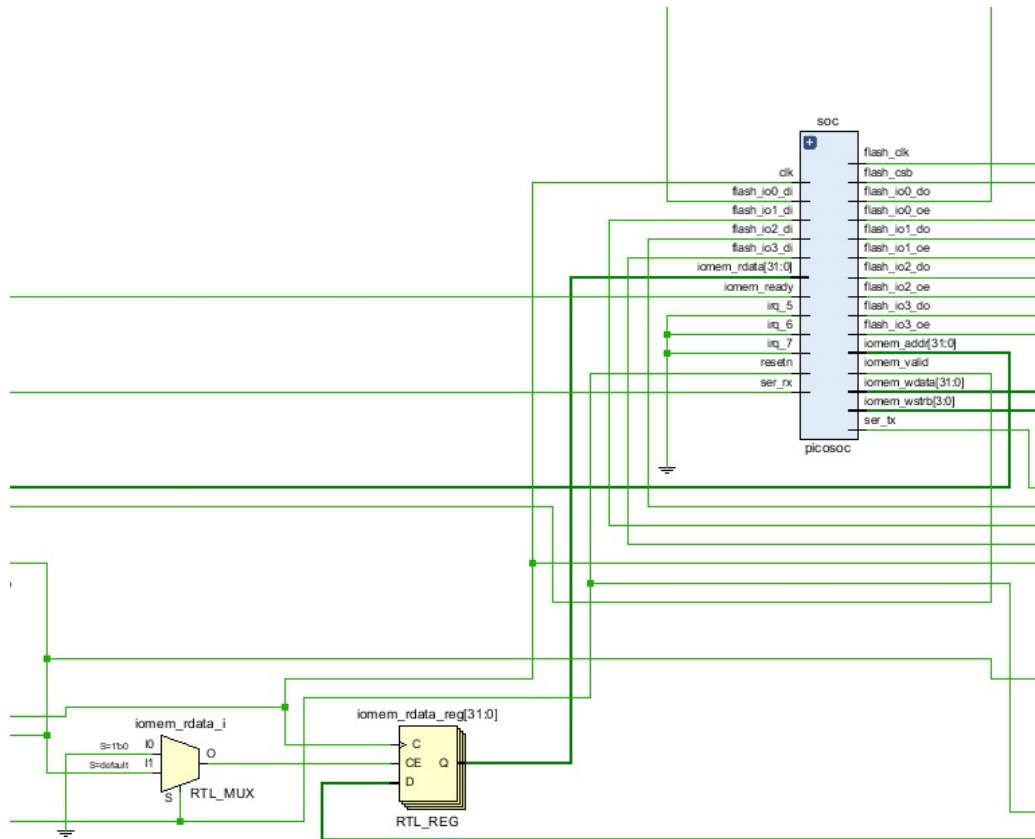 soc
clk
flash_io0_di
flash_io1_di
flash_io2_di
flash_io3_di
iomem_rdata[31:0]
iomem_ready
irq_5
irq_6
irq_7
resetn
ser_rx
flash_clk
flash_csb
flash_io0_do
flash_io0_oe
flash_io1_do
flash_io1_oe
flash_io2_do
flash_io2_oe
flash_io3_do
flash_io3_oe
iomem_addr[31:0]
iomem_valid
iomem_wdata[31:0]
iomem_wstrb[3:0]
ser_tx
picosoc
iomem_rdata_i
S=1'b0 I0
S=default I1
O
S
RTL_MUX
iomem_rdata_reg[31:0]
C
CE Q
D
RTL_REG